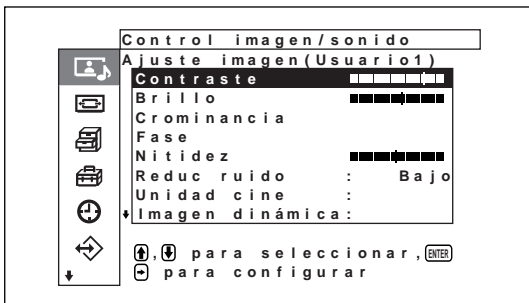 Control imagen/sonido
Ajuste imagen(Usuario1)
Contraste
Brillo
Crominancia
Fase
Nitidez
Reduc ruido : Bajo
Unidad cine :
Imagen dinámica:
, para seleccionar, ENTER
para configurar